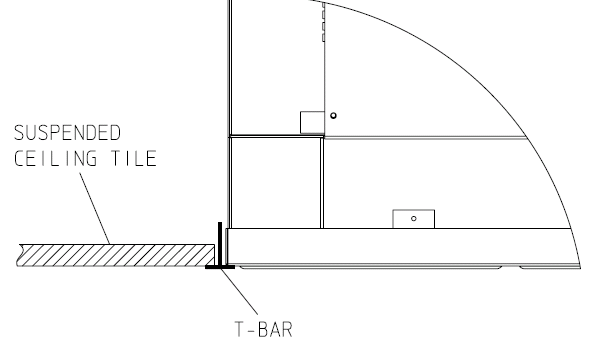 SUSPENDED
CEILING TILE
T-BAR